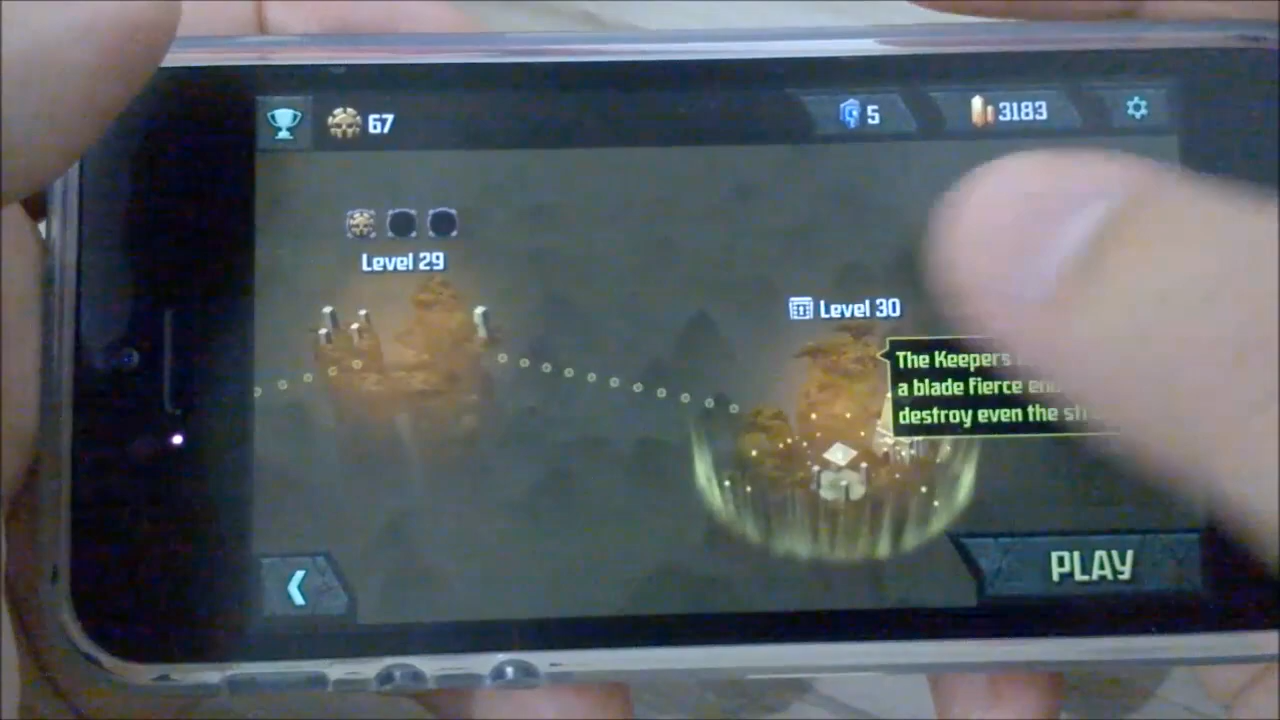 67
5
3183
Level 29
Level 30
The Keepers
a blade fierce
destroy even the
PLAY